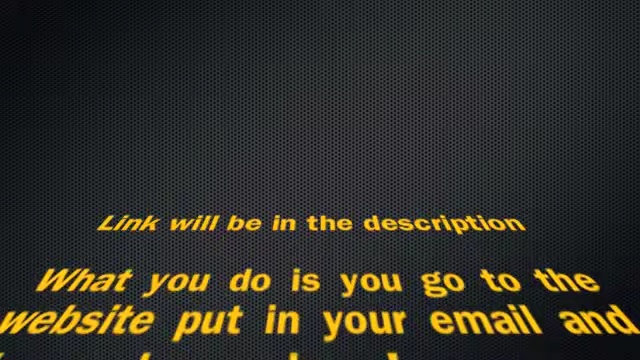 Link will be in the description
What you do is you go to the
website put in your email and